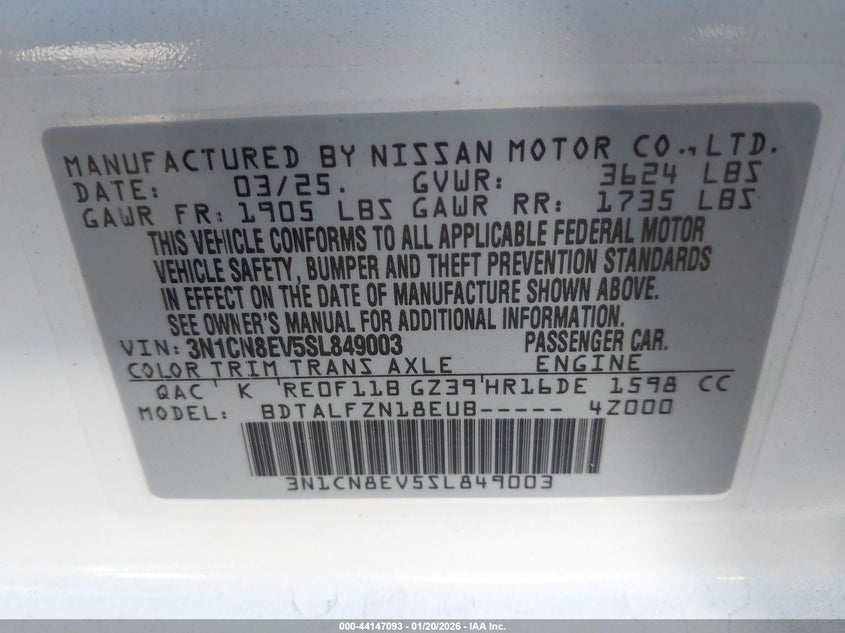 MANUFACTURED BY NISSAN MOTOR CO.,LTD.
DATE: 03/25. GVWR: 3624 LBS
GAWR FR: 1905 LBS GAWR RR: 1735 LBS
THIS VEHICLE CONFORMS TO ALL APPLICABLE FEDERAL MOTOR
VEHICLE SAFETY, BUMPER AND THEFT PREVENTION STANDARDS
IN EFFECT ON THE DATE OF MANUFACTURE SHOWN ABOVE.
SEE OWNER'S MANUAL FOR ADDITIONAL INFORMATION.
VIN: 3N1CN8EV5SL849003 PASSENGER CAR.
COLOR TRIM TRANS AXLE ENGINE
QAC K RE0F11B GZ39 HR16DE 1598 CC
MODEL: BDTALFZN18EUB----- 4Z000
3N1CN8EV5SL849003
000-44147093 - 01/20/2026 - IAA Inc.